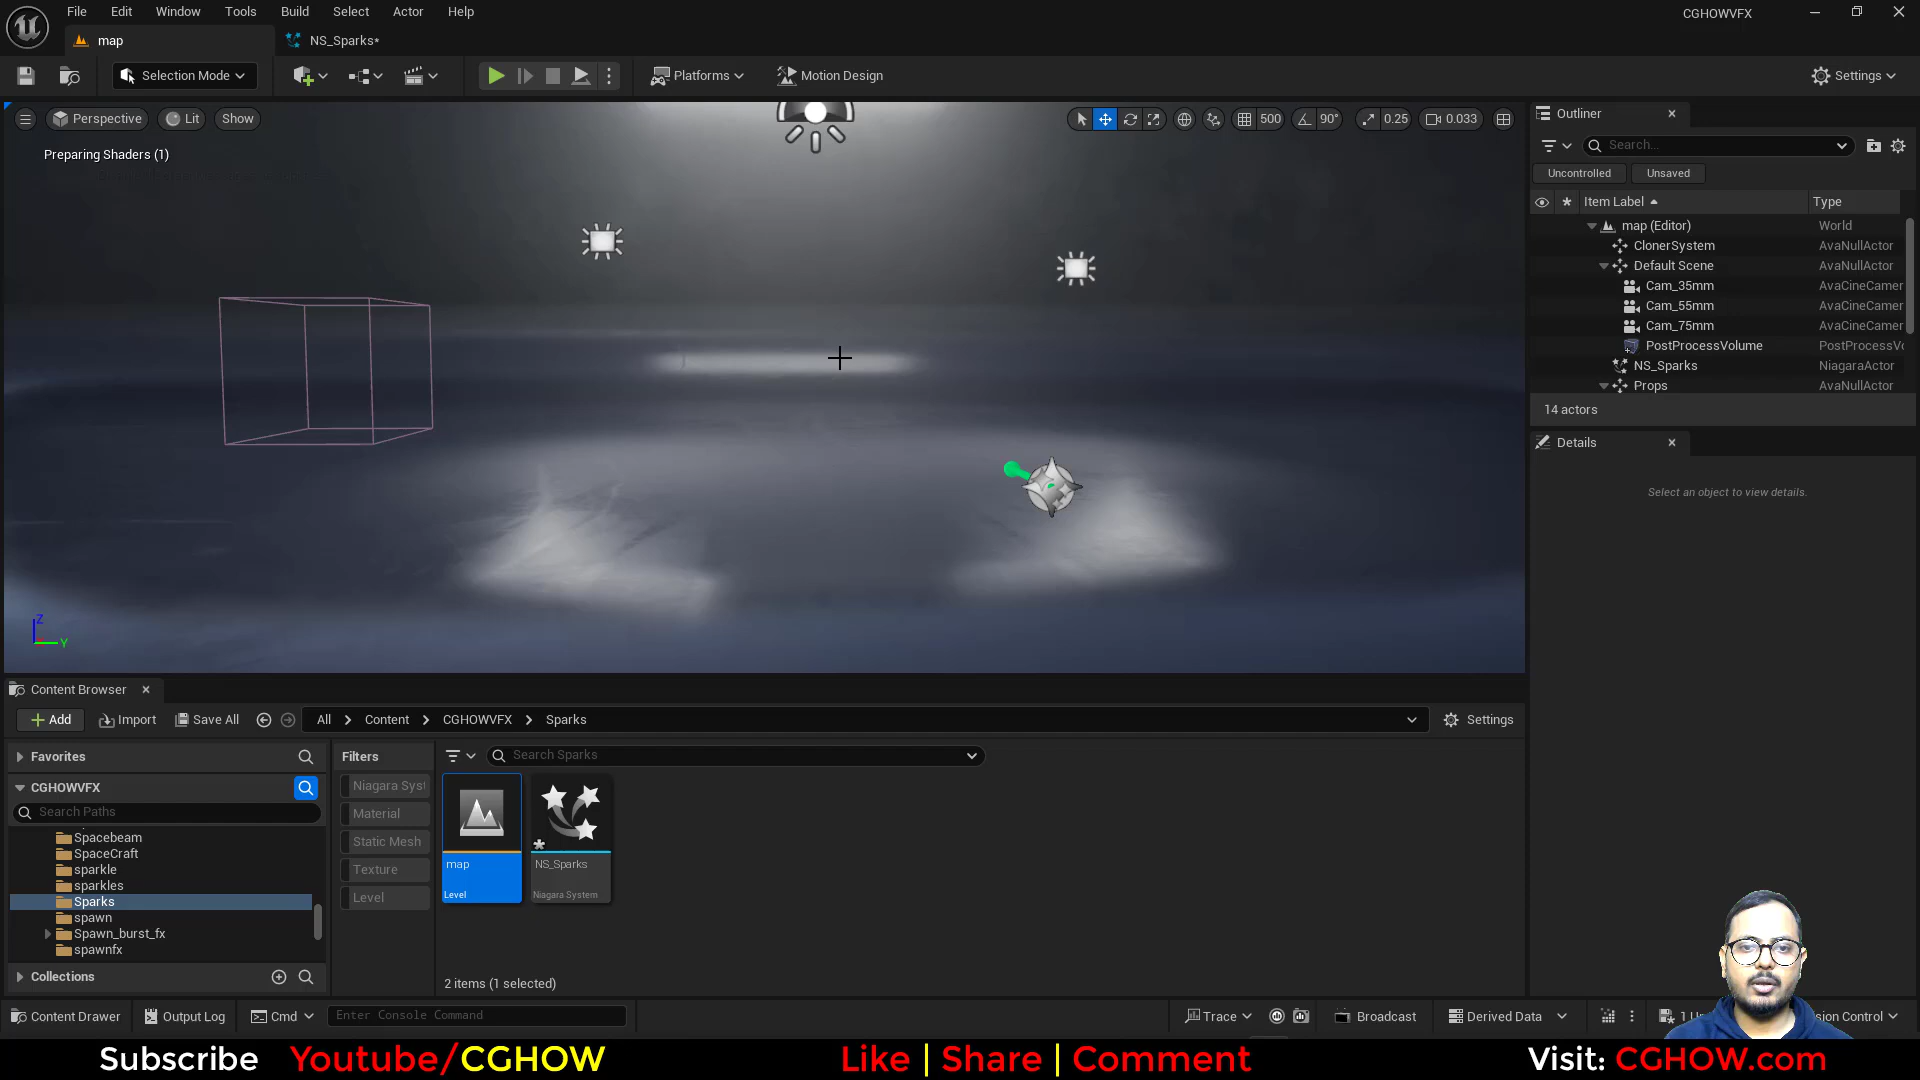 File Edit Window Tools Build Select Actor Help
CGHOWVFX
map
NS_Sparks*
Selection Mode
Platforms
Motion Design
Settings
Perspective
Lit
Show
500
90°
0.25
0.033
Preparing Shaders (1)
Z
Y
Outliner
Search...
Uncontrolled
Unsaved
Item Label
Type
map (Editor) World
ClonerSystem AvaNullActor
Default Scene AvaNullActor
Cam_35mm AvaCineCamer
Cam_55mm AvaCineCamer
Cam_75mm AvaCineCamer
PostProcessVolume PostProcessVo
NS_Sparks NiagaraActor
Props AvaNullActor
14 actors
Details
Select an object to view details.
Content Browser
Add
Import
Save All
All
Content
CGHOWVFX
Sparks
Settings
Favorites
CGHOWVFX
Search Paths
Spacebeam
SpaceCraft
sparkle
sparkles
Sparks
spawn
Spawn_burst_fx
spawnfx
Collections
Filters
Niagara Syst
Material
Static Mesh
Texture
Level
Search Sparks
map
Level
NS_Sparks
Niagara System
2 items (1 selected)
Content Drawer
Output Log
Cmd
Enter Console Command
Trace
Broadcast
Derived Data
Subscribe Youtube/CGHOW
Like | Share | Comment
Visit: CGHOW.com